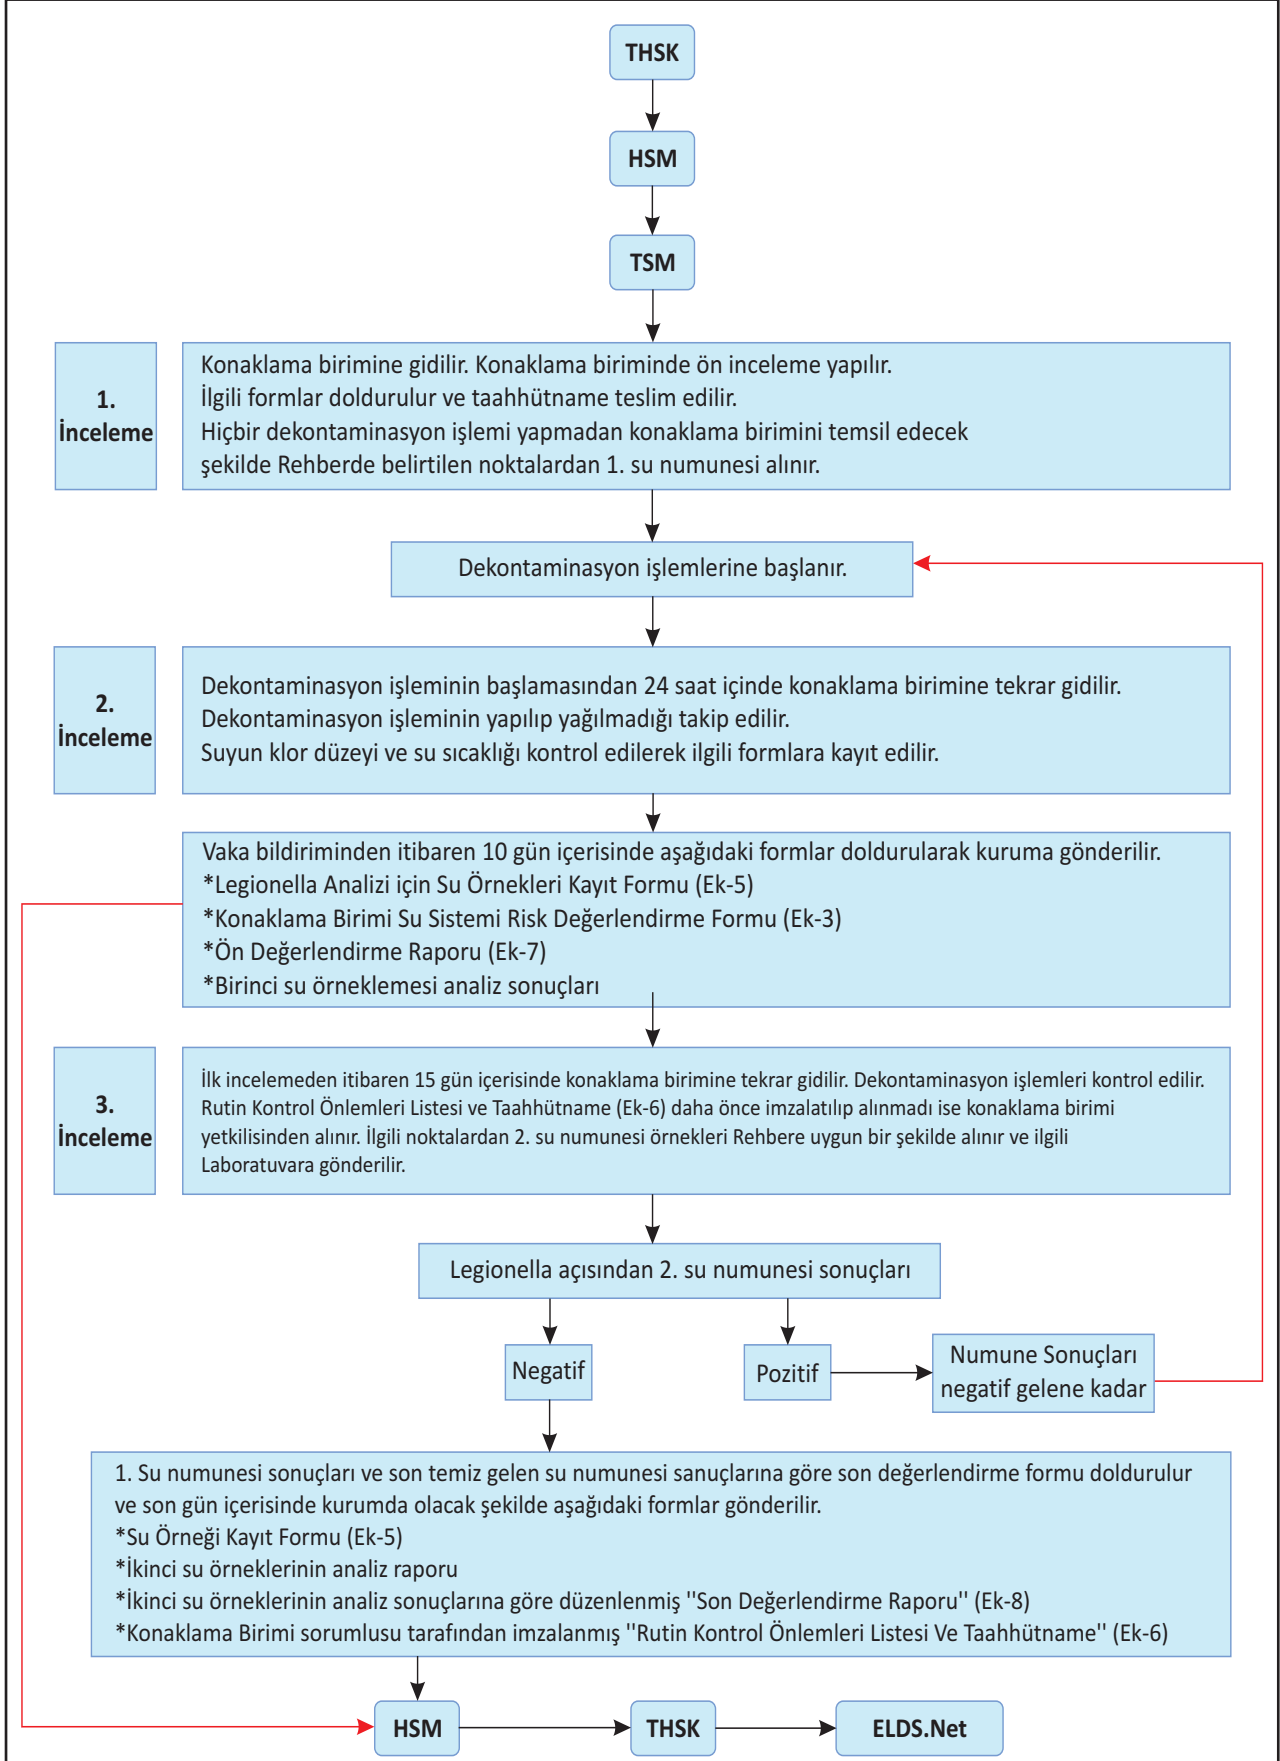 THSK
HSM
TSM
1.
İnceleme
Konaklama birimine gidilir. Konaklama biriminde ön inceleme yapılır.
İlgili formlar doldurulur ve taahhütname teslim edilir.
Hiçbir dekontaminasyon işlemi yapmadan konaklama birimini temsil edecek
şekilde Rehberde belirtilen noktalardan 1. su numunesi alınır.
Dekontaminasyon işlemlerine başlanır.
2.
İnceleme
Dekontaminasyon işleminin başlamasından 24 saat içinde konaklama birimine tekrar gidilir.
Dekontaminasyon işleminin yapılıp yağılmadığı takip edilir.
Suyun klor düzeyi ve su sıcaklığı kontrol edilerek ilgili formlara kayıt edilir.
Vaka bildiriminden itibaren 10 gün içerisinde aşağıdaki formlar doldurularak kuruma gönderilir.
*Legionella Analizi için Su Örnekleri Kayıt Formu (Ek-5)
*Konaklama Birimi Su Sistemi Risk Değerlendirme Formu (Ek-3)
*Ön Değerlendirme Raporu (Ek-7)
*Birinci su örneklemesi analiz sonuçları
3.
İnceleme
İlk incelemeden itibaren 15 gün içerisinde konaklama birimine tekrar gidilir. Dekontaminasyon işlemleri kontrol edilir.
Rutin Kontrol Önlemleri Listesi ve Taahhütname (Ek-6) daha önce imzalatılıp alınmadı ise konaklama birimi
yetkilisinden alınır. İlgili noktalardan 2. su numunesi örnekleri Rehbere uygun bir şekilde alınır ve ilgili
Laboratuvara gönderilir.
Legionella açısından 2. su numunesi sonuçları
Negatif
Pozitif
Numune Sonuçları
negatif gelene kadar
1. Su numunesi sonuçları ve son temiz gelen su numunesi sanuçlarına göre son değerlendirme formu doldurulur
ve son gün içerisinde kurumda olacak şekilde aşağıdaki formlar gönderilir.
*Su Örneği Kayıt Formu (Ek-5)
*İkinci su örneklerinin analiz raporu
*İkinci su örneklerinin analiz sonuçlarına göre düzenlenmiş ''Son Değerlendirme Raporu'' (Ek-8)
*Konaklama Birimi sorumlusu tarafından imzalanmış ''Rutin Kontrol Önlemleri Listesi Ve Taahhütname'' (Ek-6)
HSM
THSK
ELDS.Net